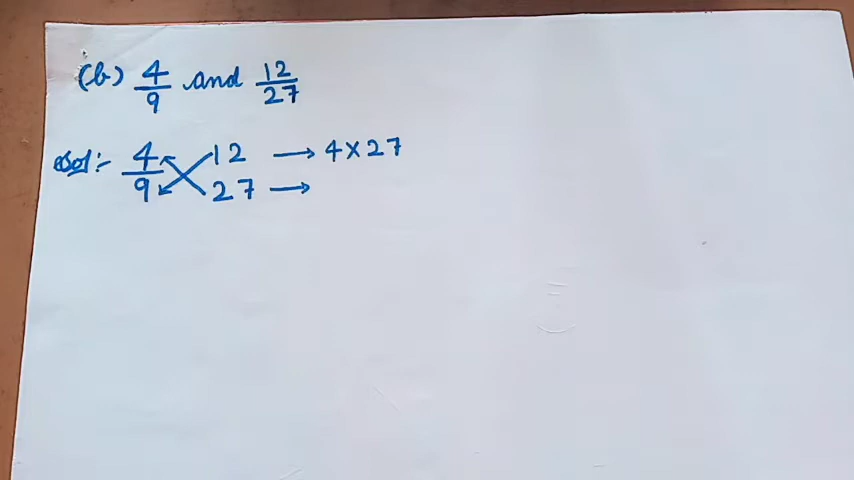 (b) 4/9 and 12/27
Sol:- 4/9 12 → 4×27
27 →